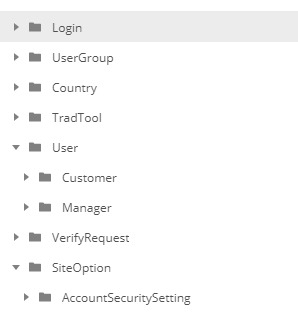 Login
UserGroup
Country
TradTool
User
Customer
Manager
VerifyRequest
SiteOption
AccountSecuritySetting